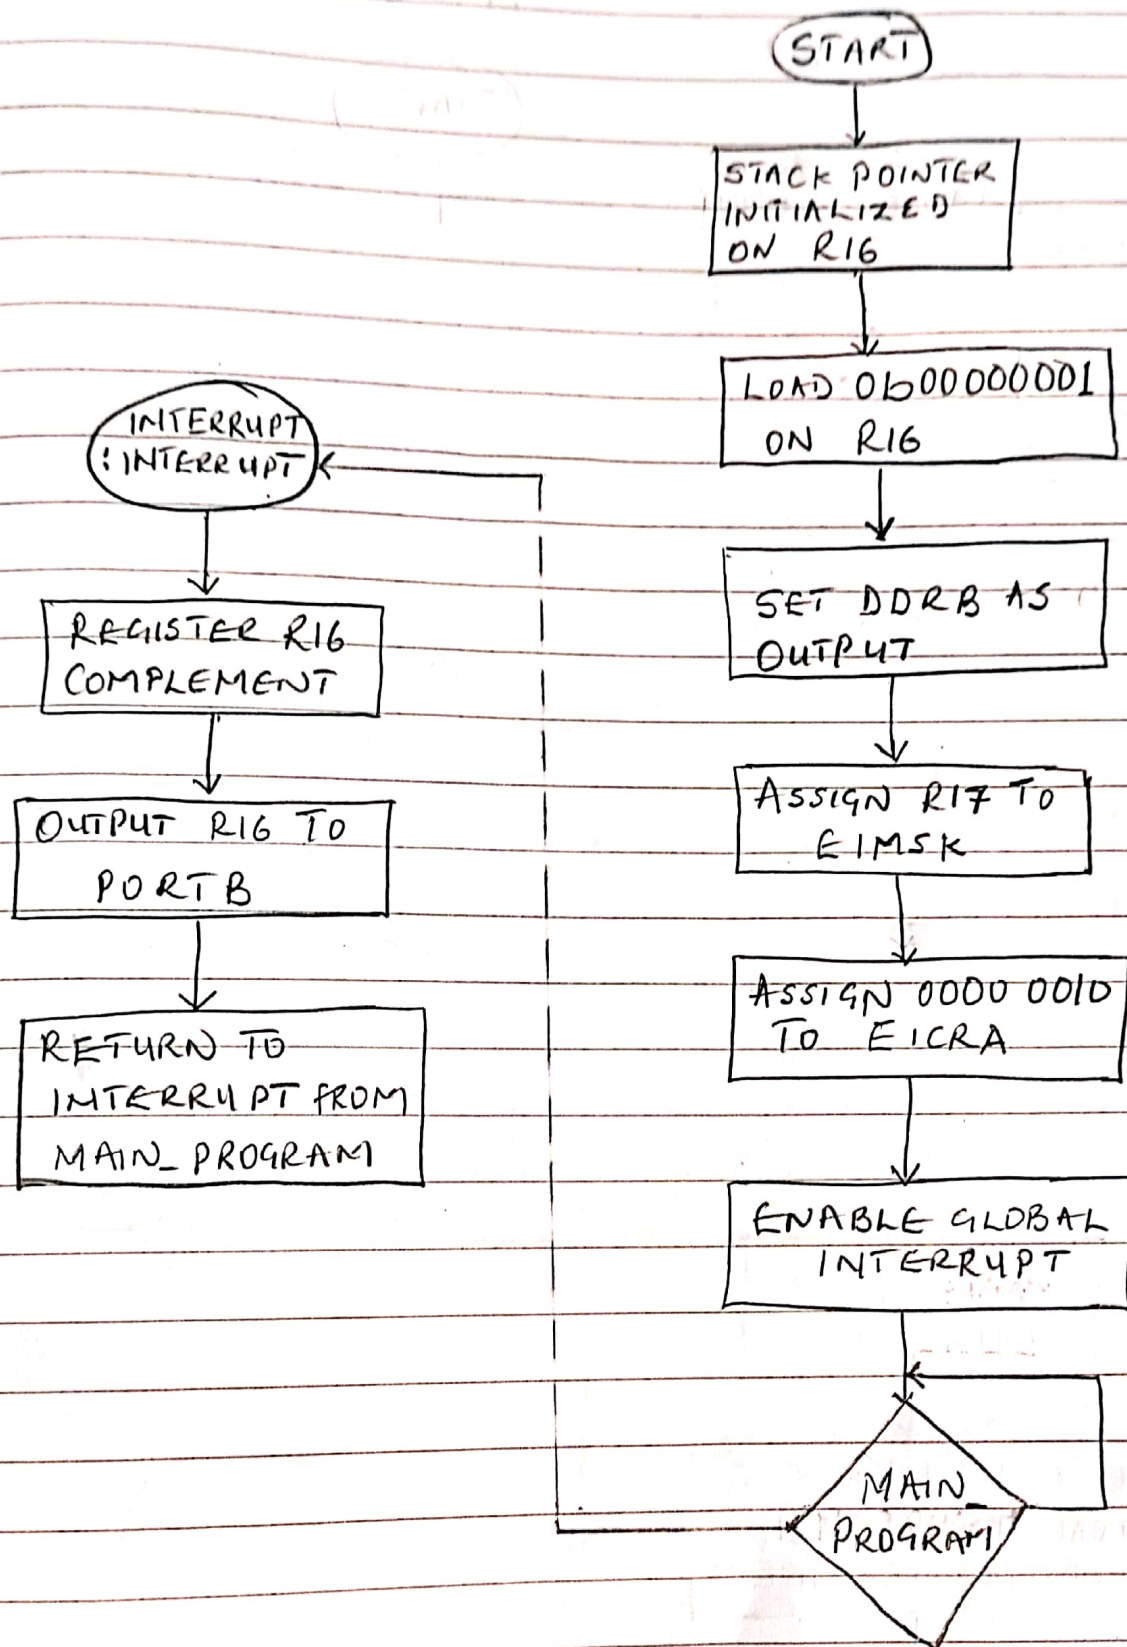 START
STACK POINTER
INITIALIZED
ON R16
LOAD 0b00000001
ON R16
SET DDRB AS
OUTPUT
ASSIGN R17 TO
EIMSK
ASSIGN 0000 0010
TO EICRA
ENABLE GLOBAL
INTERRUPT
MAIN_
PROGRAM
INTERRUPT
: INTERRUPT
REGISTER R16
COMPLEMENT
OUTPUT R16 TO
PORTB
RETURN TO
INTERRUPT FROM
MAIN_PROGRAM